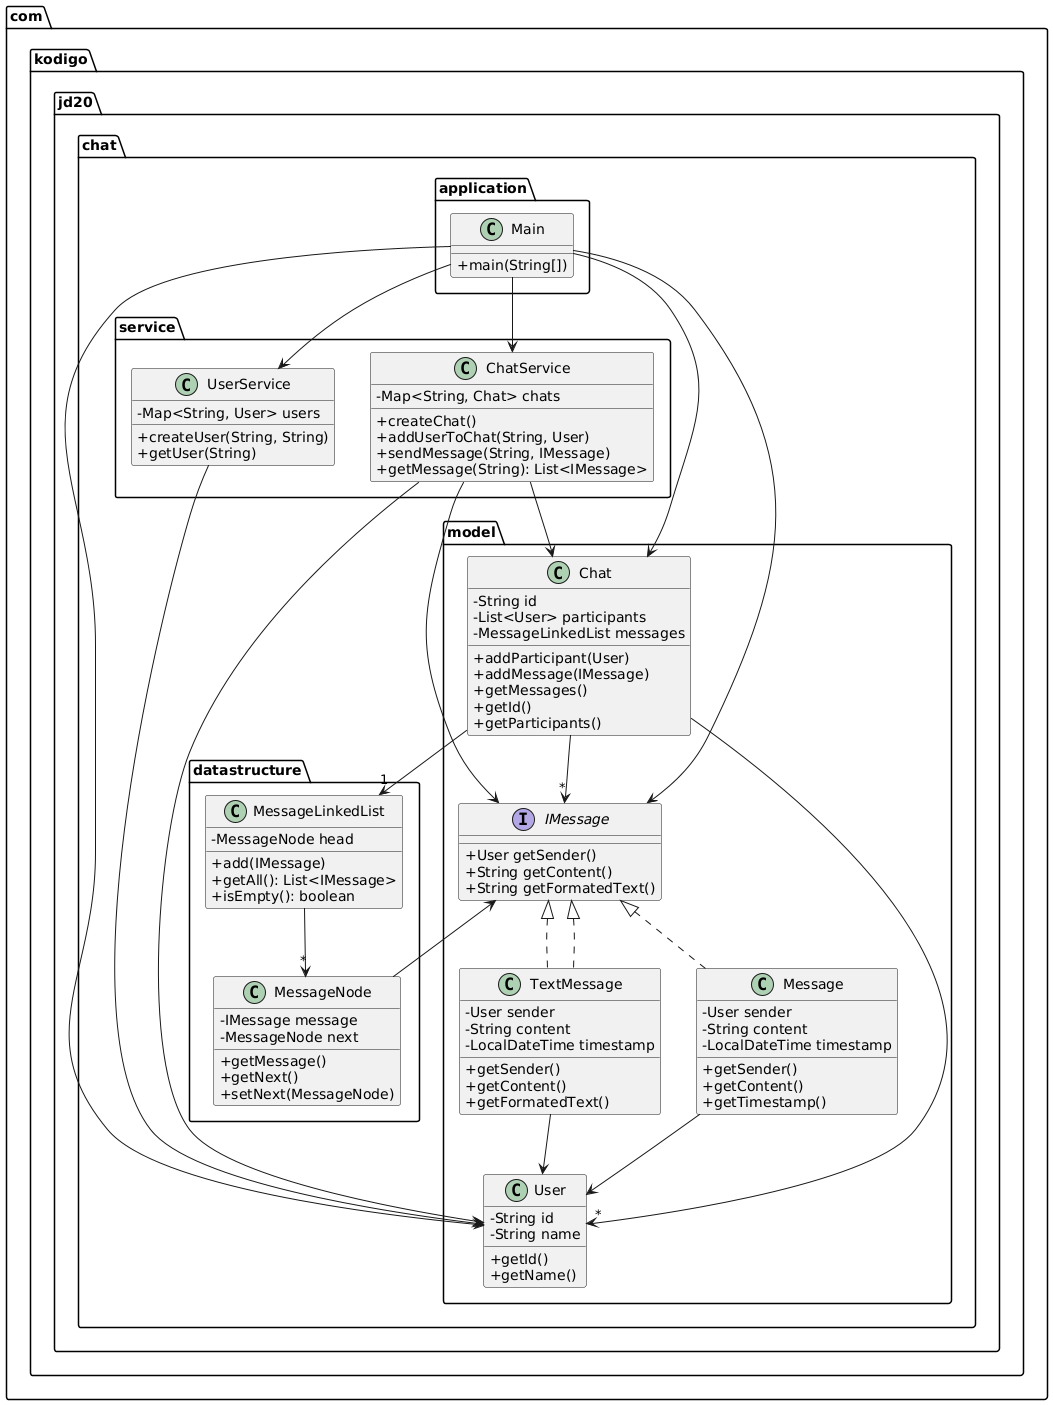 com
kodigo
jd20
chat
application
C Main
+main(String[])
service
C UserService
-Map<String, User> users
+createUser(String, String)
+getUser(String)
C ChatService
-Map<String, Chat> chats
+createChat()
+addUserToChat(String, User)
+sendMessage(String, IMessage)
+getMessage(String): List<IMessage>
model
C Chat
-String id
-List<User> participants
-MessageLinkedList messages
+addParticipant(User)
+addMessage(IMessage)
+getMessages()
+getId()
+getParticipants()
datastructure
1
*
C MessageLinkedList
-MessageNode head
+add(IMessage)
+getAll(): List<IMessage>
+isEmpty(): boolean
I IMessage
+User getSender()
+String getContent()
+String getFormatedText()
*
C MessageNode
-IMessage message
-MessageNode next
+getMessage()
+getNext()
+setNext(MessageNode)
C TextMessage
-User sender
-String content
-LocalDateTime timestamp
+getSender()
+getContent()
+getFormatedText()
C Message
-User sender
-String content
-LocalDateTime timestamp
+getSender()
+getContent()
+getTimestamp()
C User
-String id
-String name
+getId()
+getName()
*